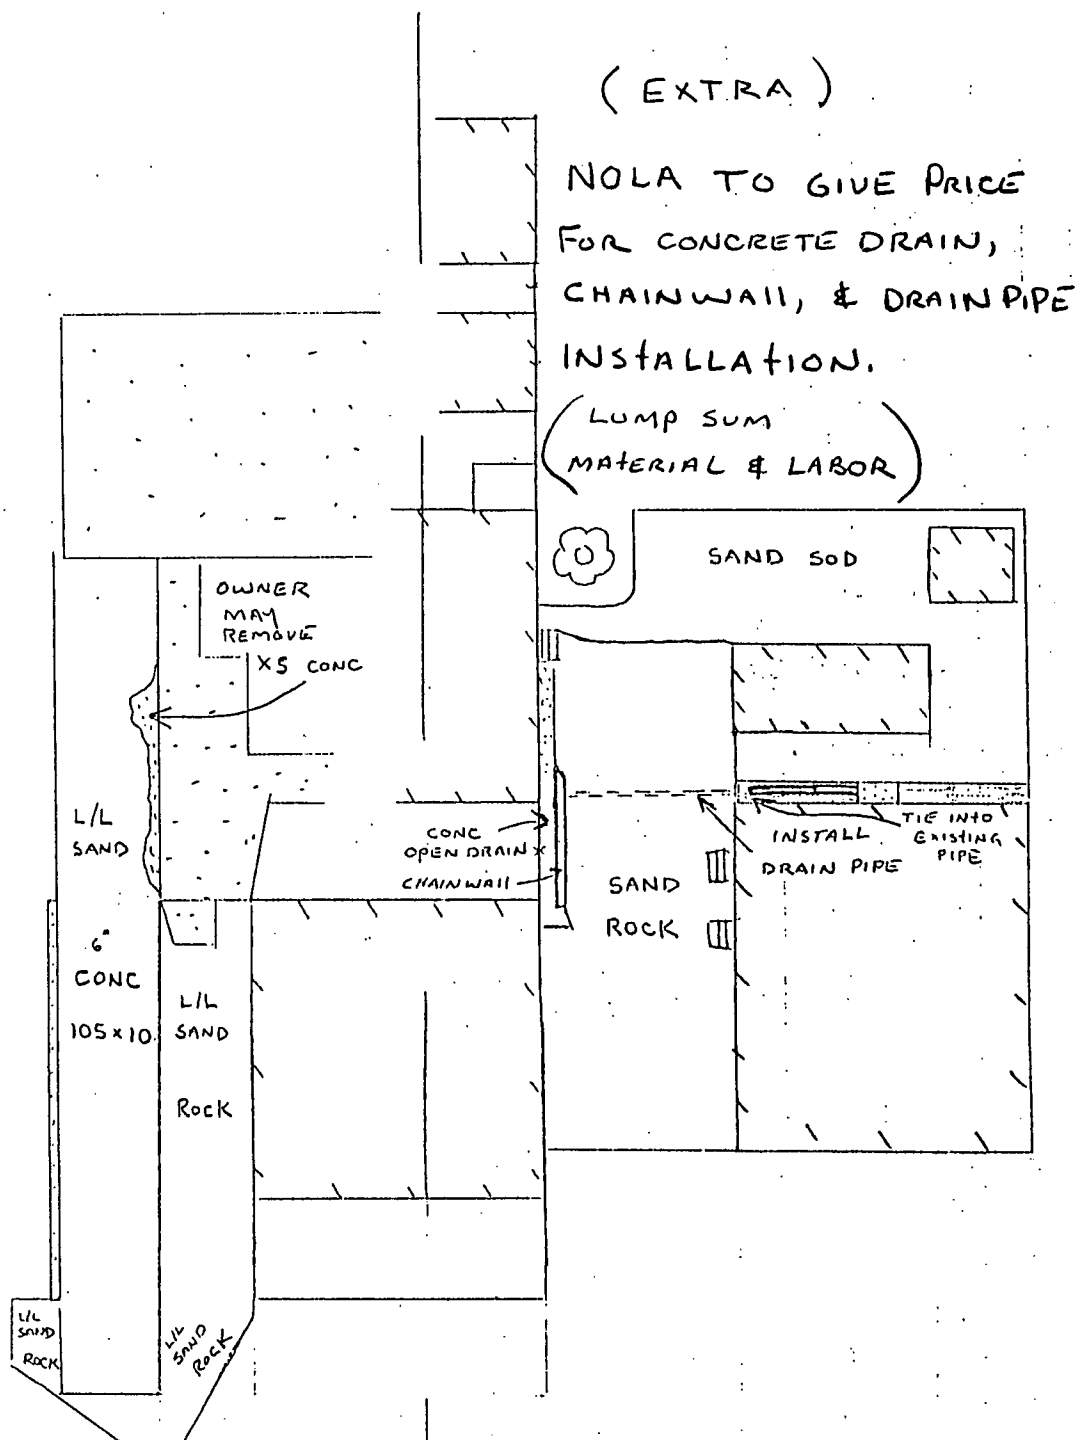 ( EXTRA )
NOLA TO GIVE PRICE
FOR CONCRETE DRAIN,
CHAINWALL, & DRAINPIPE
INSTALLATION.
( LUMP SUM
MATERIAL & LABOR )
SAND SOD
OWNER
MAY
REMOVE
XS CONC
L/L
SAND
CONC
OPEN DRAIN
CHAINWALL
INSTALL
DRAIN PIPE
TIE INTO
EXISTING
PIPE
SAND
ROCK
6"
CONC
105 x 10
L/L
SAND
ROCK
L/L
SAND
ROCK
L/L
SAND
ROCK